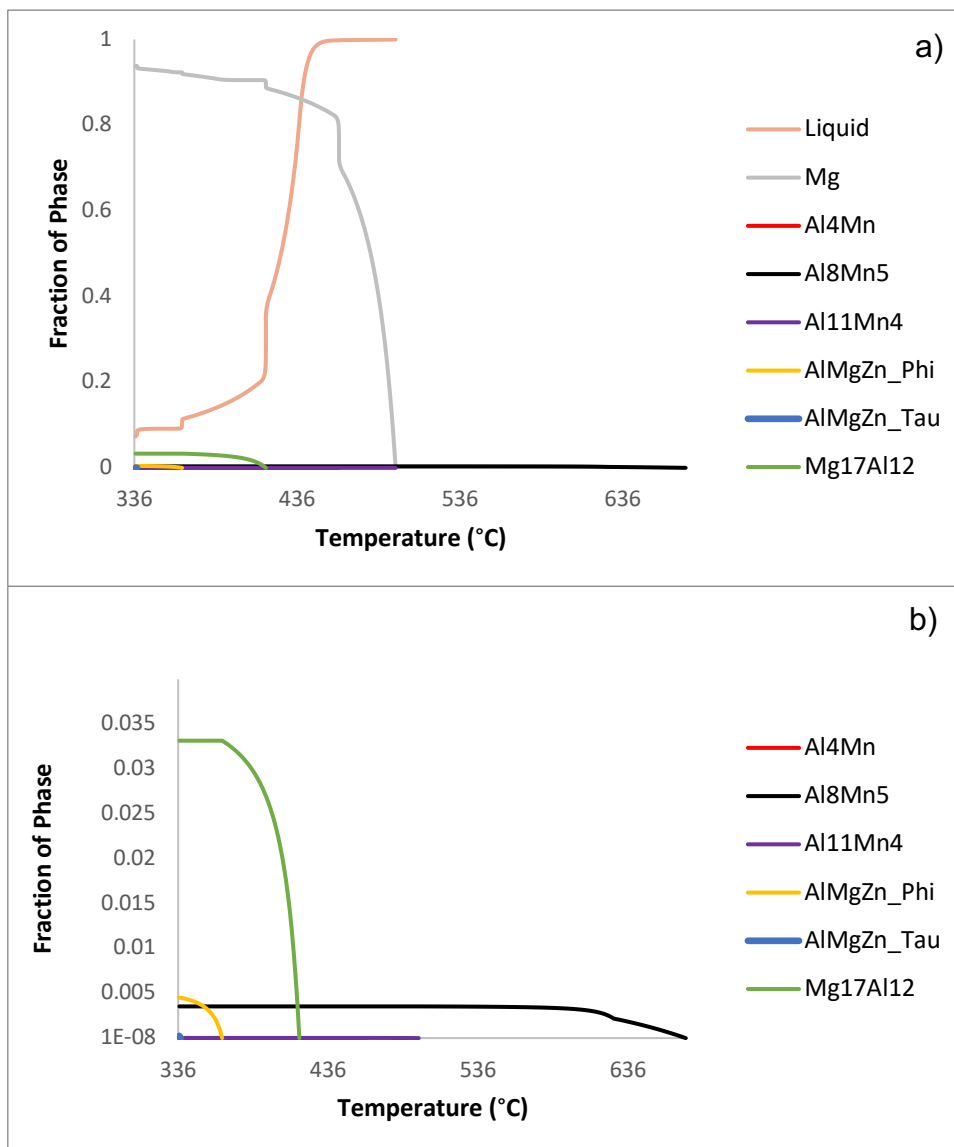 a)
1
0.8
0.6
0.4
0.2
0
Fraction of Phase
336 436 536 636
Temperature (°C)
Liquid
Mg
Al4Mn
Al8Mn5
Al11Mn4
AlMgZn_Phi
AlMgZn_Tau
Mg17Al12
b)
0.035
0.03
0.025
0.02
0.015
0.01
0.005
1E-08
Fraction of Phase
336 436 536 636
Temperature (°C)
Al4Mn
Al8Mn5
Al11Mn4
AlMgZn_Phi
AlMgZn_Tau
Mg17Al12